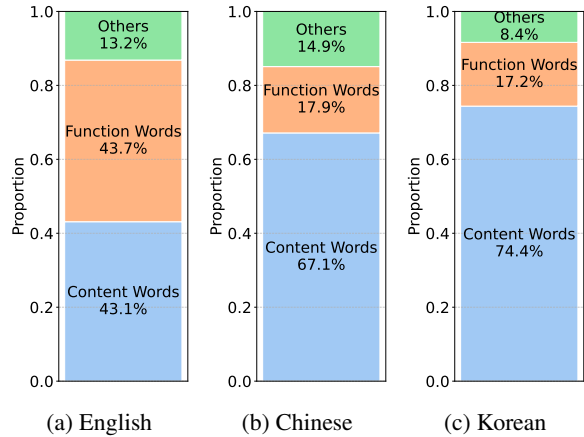 Proportion
1.0
0.8
0.6
0.4
0.2
0.0
Others
13.2%
Function Words
43.7%
Content Words
43.1%
(a) English
Proportion
1.0
0.8
0.6
0.4
0.2
0.0
Others
14.9%
Function Words
17.9%
Content Words
67.1%
(b) Chinese
Proportion
1.0
0.8
0.6
0.4
0.2
0.0
Others
8.4%
Function Words
17.2%
Content Words
74.4%
(c) Korean